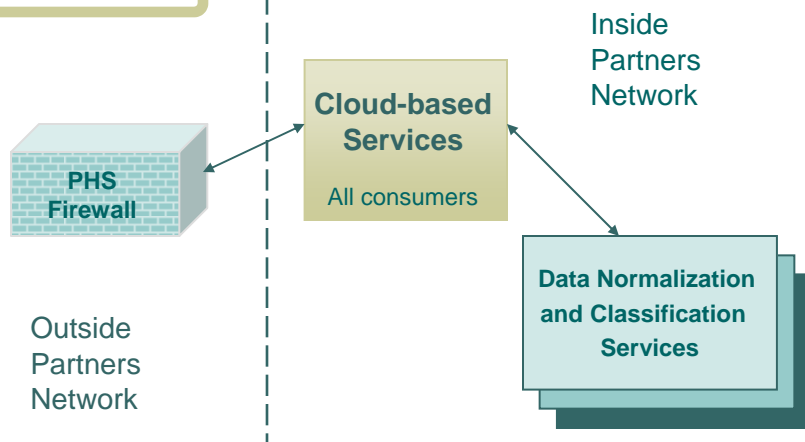 Inside
Partners
Network
Cloud-based
Services
All consumers
PHS
Firewall
Data Normalization
and Classification
Services
Outside
Partners
Network